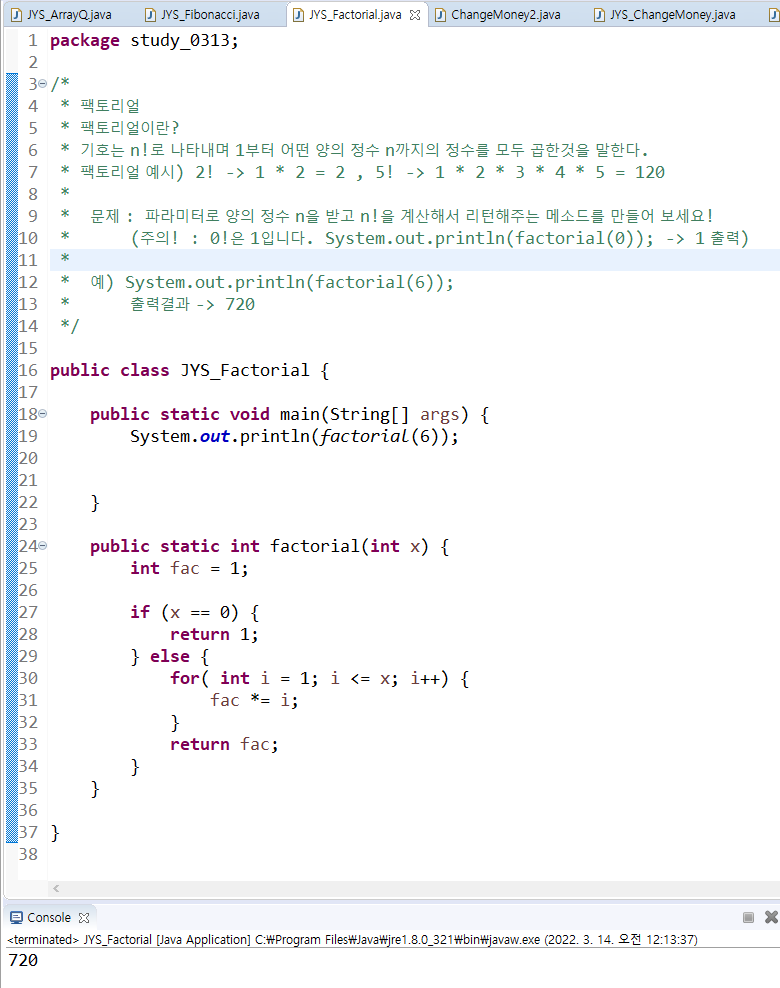 JYS_ArrayQ.java JYS_Fibonacci.java JYS_Factorial.java ChangeMoney2.java JYS_ChangeMoney.java
1 package study_0313;
2
3 /*
4  * 팩토리얼
5  * 팩토리얼이란?
6  * 기호는 n!로 나타내며 1부터 어떤 양의 정수 n까지의 정수를 모두 곱한것을 말한다.
7  * 팩토리얼 예시) 2! -> 1 * 2 = 2 , 5! -> 1 * 2 * 3 * 4 * 5 = 120
8  *
9  *  문제 : 파라미터로 양의 정수 n을 받고 n!을 계산해서 리턴해주는 메소드를 만들어 보세요!
10  *      (주의! : 0!은 1입니다. System.out.println(factorial(0)); -> 1 출력)
11  *
12  *  예) System.out.println(factorial(6));
13  *      출력결과 -> 720
14  */
15
16 public class JYS_Factorial {
17
18     public static void main(String[] args) {
19         System.out.println(factorial(6));
20
21
22     }
23
24     public static int factorial(int x) {
25         int fac = 1;
26
27         if (x == 0) {
28             return 1;
29         } else {
30             for( int i = 1; i <= x; i++) {
31                 fac *= i;
32             }
33             return fac;
34         }
35     }
36
37 }
38
Console
<terminated> JYS_Factorial [Java Application] C:₩Program Files₩Java₩jre1.8.0_321₩bin₩javaw.exe (2022. 3. 14. 오전 12:13:37)
720